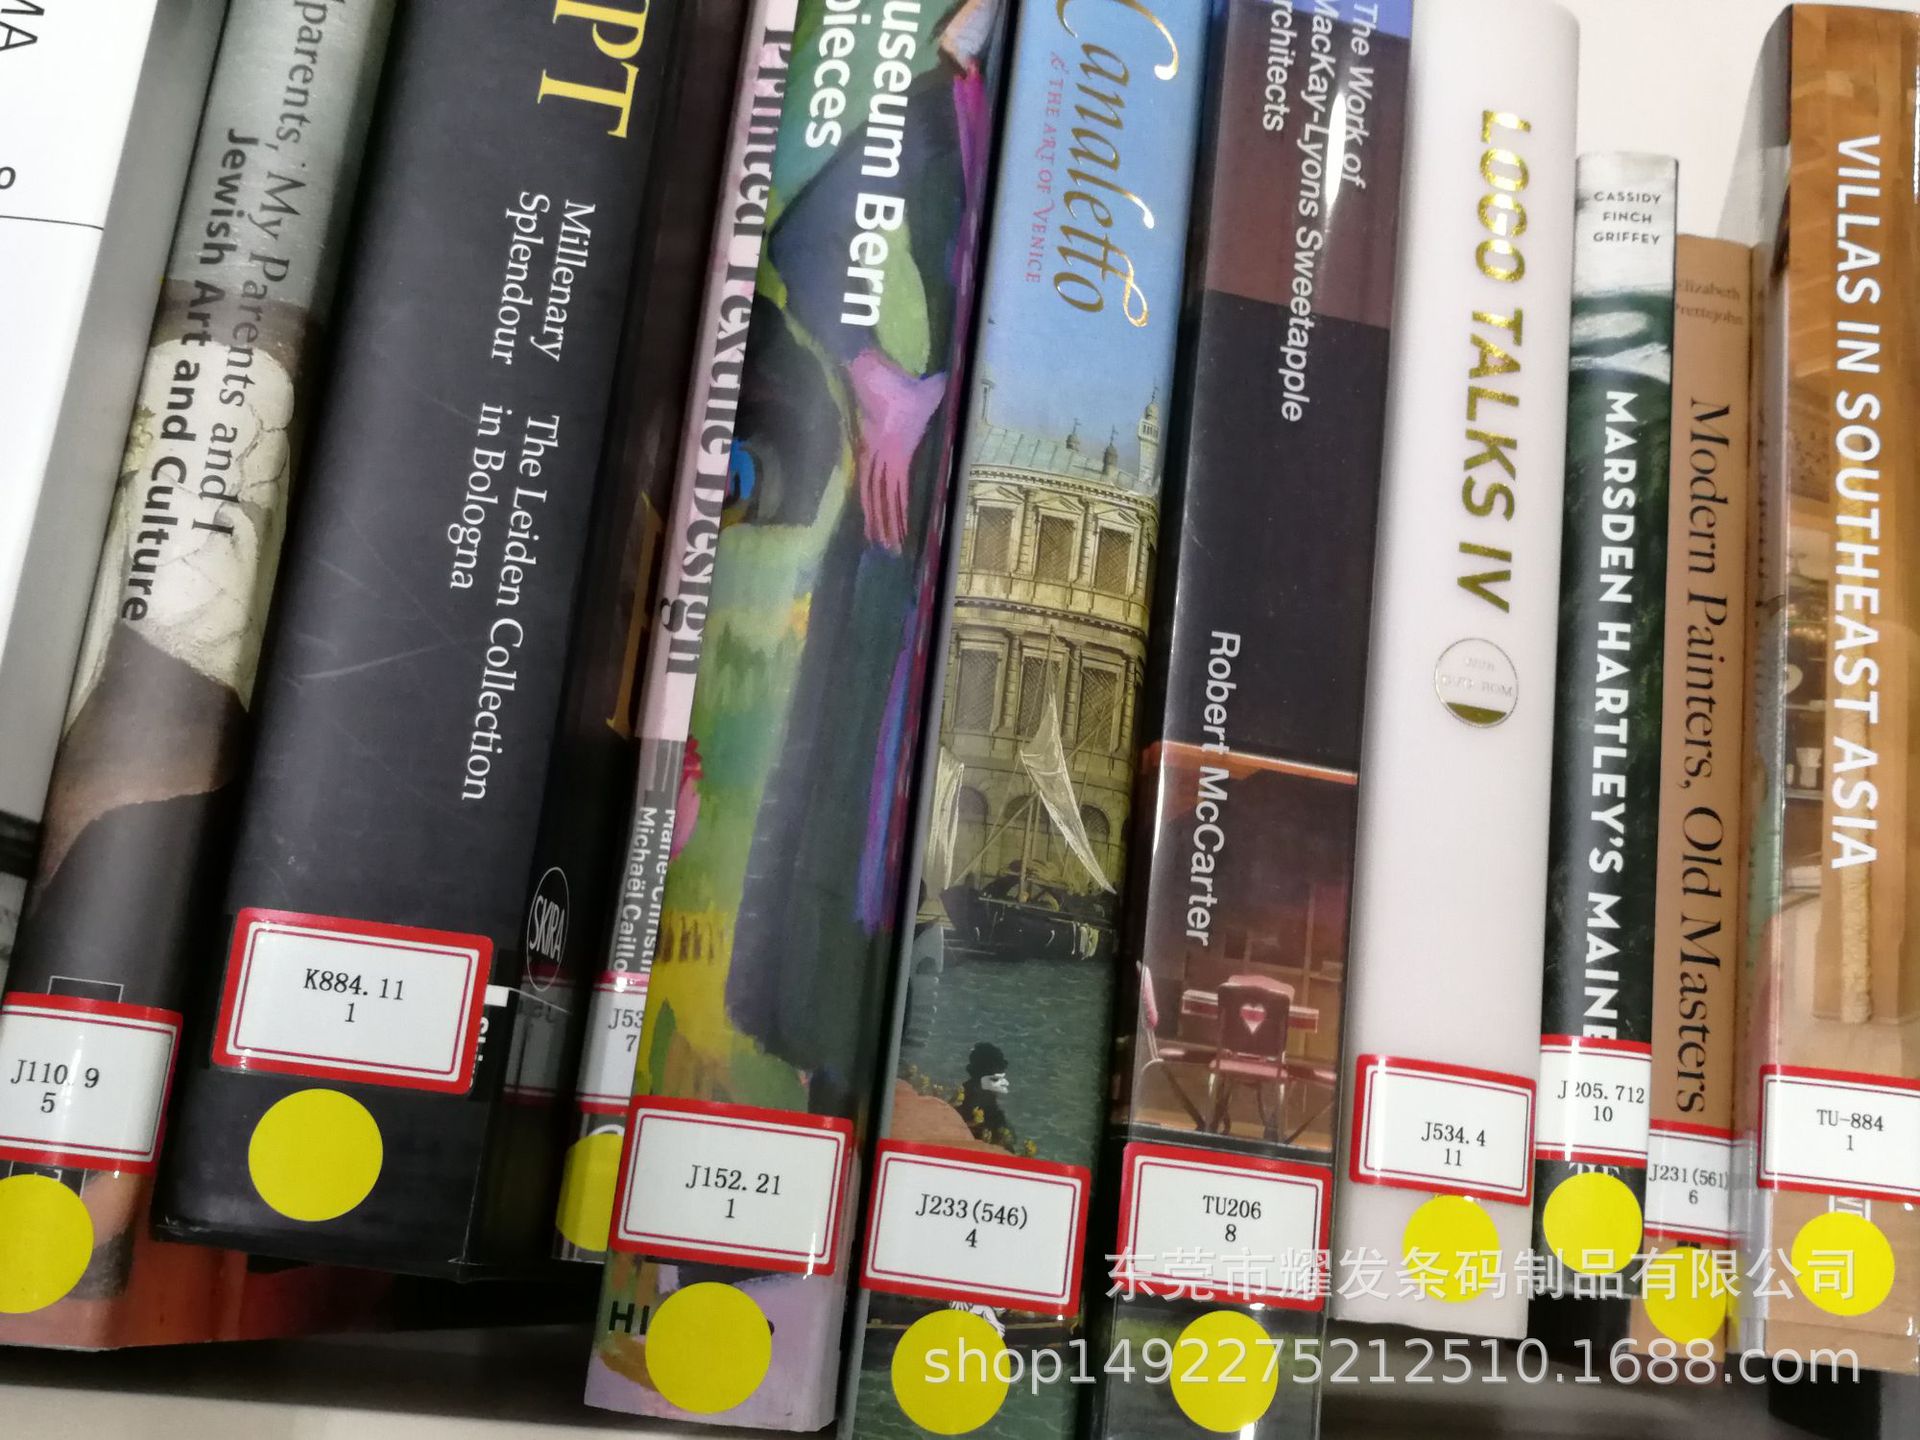 My Parents and I
Jewish Art and Culture
J110.9
5
PT
Millenary
Splendour
The Leiden Collection
in Bologna
SKIRA
K884.11
1
Printed Textile Design
Michaël Caillo
J53
7
useum Bern
pieces
J152.21
1
Canaletto
& THE ART OF VENICE
J233(546)
4
The Work of
MacKay-Lyons Sweetapple
rchitects
Robert McCarter
TU206
8
LOGO TALKS IV
J534.4
11
CASSIDY
FINCH
GRIFFEY
MARSDEN HARTLEY'S MAINE
J205.712
10
Elizabeth
Prettejohn
Modern Painters, Old Masters
J231(561)
6
VILLAS IN SOUTHEAST ASIA
TU-884
1
东莞市耀发条码制品有限公司
shop1492275212510.1688.com